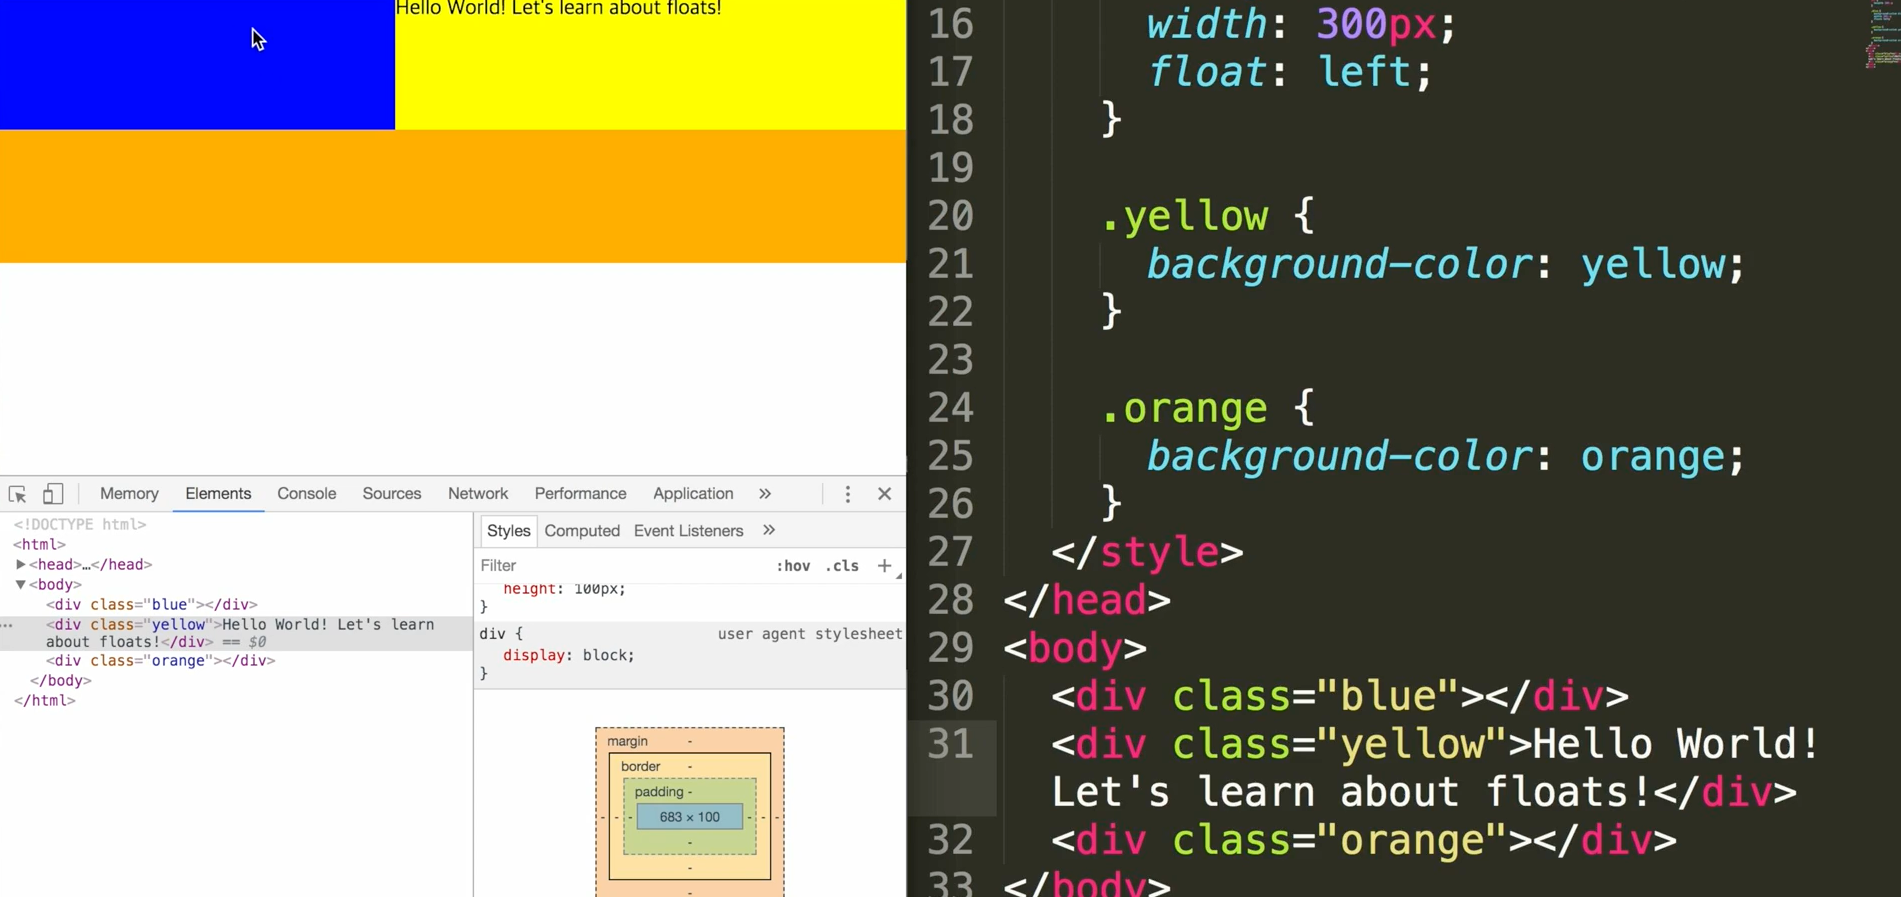 Hello World! Let's learn about floats!
Memory Elements Console Sources Network Performance Application »
<!DOCTYPE html>
<html>
<head>…</head>
<body>
<div class="blue"></div>
<div class="yellow">Hello World! Let's learn
about floats!</div> == $0
<div class="orange"></div>
</body>
</html>
Styles Computed Event Listeners »
Filter :hov .cls +
height: 100px;
}
div { user agent stylesheet
display: block;
}
margin -
border -
padding -
- - - 683 × 100 - - -
-
-
-
16 width: 300px;
17 float: left;
18 }
19
20 .yellow {
21 background-color: yellow;
22 }
23
24 .orange {
25 background-color: orange;
26 }
27 </style>
28 </head>
29 <body>
30 <div class="blue"></div>
31 <div class="yellow">Hello World!
Let's learn about floats!</div>
32 <div class="orange"></div>
33 </body>